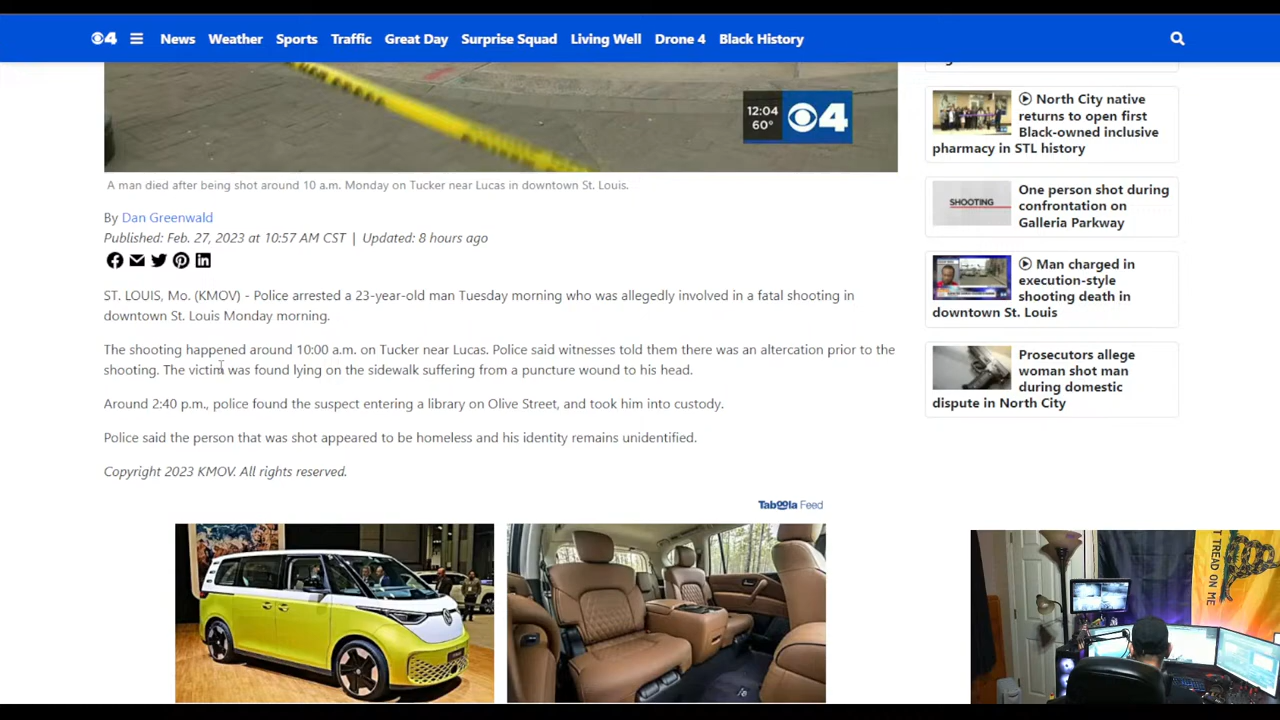 4
News
Weather
Sports
Traffic
Great Day
Surprise Squad
Living Well
Drone 4
Black History
12:04
60°
4
A man died after being shot around 10 a.m. Monday on Tucker near Lucas in downtown St. Louis.
By Dan Greenwald
Published: Feb. 27, 2023 at 10:57 AM CST | Updated: 8 hours ago
ST. LOUIS, Mo. (KMOV) - Police arrested a 23-year-old man Tuesday morning who was allegedly involved in a fatal shooting in
downtown St. Louis Monday morning.
The shooting happened around 10:00 a.m. on Tucker near Lucas. Police said witnesses told them there was an altercation prior to the
shooting. The victim was found lying on the sidewalk suffering from a puncture wound to his head.
Around 2:40 p.m., police found the suspect entering a library on Olive Street, and took him into custody.
Police said the person that was shot appeared to be homeless and his identity remains unidentified.
Copyright 2023 KMOV. All rights reserved.
Taboola Feed
North City native
returns to open first
Black-owned inclusive
pharmacy in STL history
SHOOTING
One person shot during
confrontation on
Galleria Parkway
Man charged in
execution-style
shooting death in
downtown St. Louis
Prosecutors allege
woman shot man
during domestic
dispute in North City
T TREAD ON ME